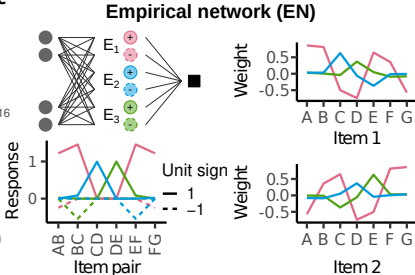 Empirical network (EN)
E1 + -
E2 + -
E3 + -
16
Weight
0.5
0.0
-0.5
A B C D E F G
Item 1
Response
1
0
AB BC CD DE EF FG
Item pair
Unit sign
1
−1
Weight
0.5
0.0
-0.5
A B C D E F G
Item 2